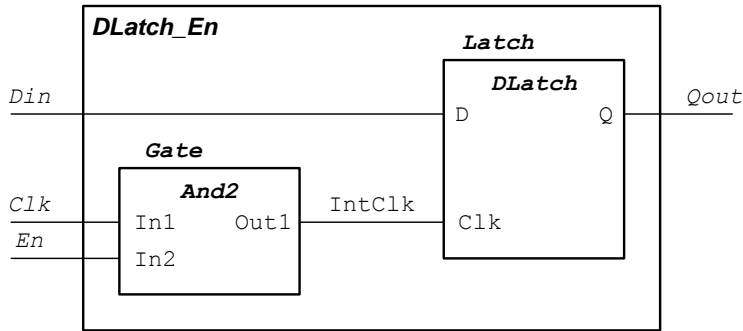 DLatch_En
Latch
Din
DLatch
Qout
D
Q
Gate
And2
Clk
In1
Out1
IntClk
Clk
En
In2